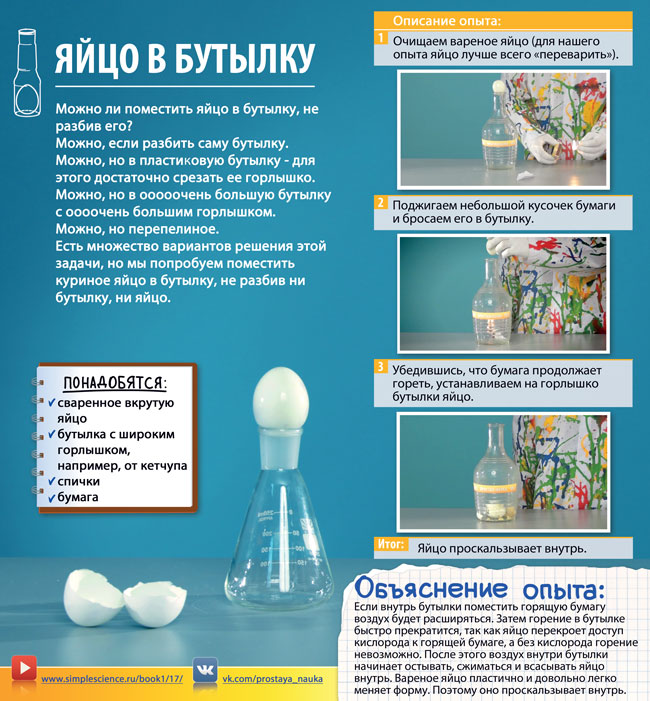 ЯЙЦО В БУТЫЛКУ
Можно ли поместить яйцо в бутылку, не
разбив его?
Можно, если разбить саму бутылку.
Можно, но в пластиковую бутылку - для
этого достаточно срезать ее горлышко.
Можно, но в ооооочень большую бутылку
с оооочень большим горлышком.
Можно, но перепелиное.
Есть множество вариантов решения этой
задачи, но мы попробуем поместить
куриное яйцо в бутылку, не разбив ни
бутылку, ни яйцо.
ПОНАДОБЯТСЯ:
сваренное вкрутую
яйцо
бутылка с широким
горлышком,
например, от кетчупа
спички
бумага
Описание опыта:
1 Очищаем вареное яйцо (для нашего
опыта яйцо лучше всего «переварить»).
2 Поджигаем небольшой кусочек бумаги
и бросаем его в бутылку.
3 Убедившись, что бумага продолжает
гореть, устанавливаем на горлышко
бутылки яйцо.
Итог: Яйцо проскальзывает внутрь.
Объяснение опыта:
Если внутрь бутылки поместить горящую бумагу
воздух будет расширяться. Затем горение в бутылке
быстро прекратится, так как яйцо перекроет доступ
кислорода к горящей бумаге, а без кислорода горение
невозможно. После этого воздух внутри бутылки
начинает остывать, сжиматься и всасывать яйцо
внутрь. Вареное яйцо пластично и довольно легко
меняет форму. Поэтому оно проскальзывает внутрь.
www.simplescience.ru/book1/17/
vk.com/prostaya_nauka